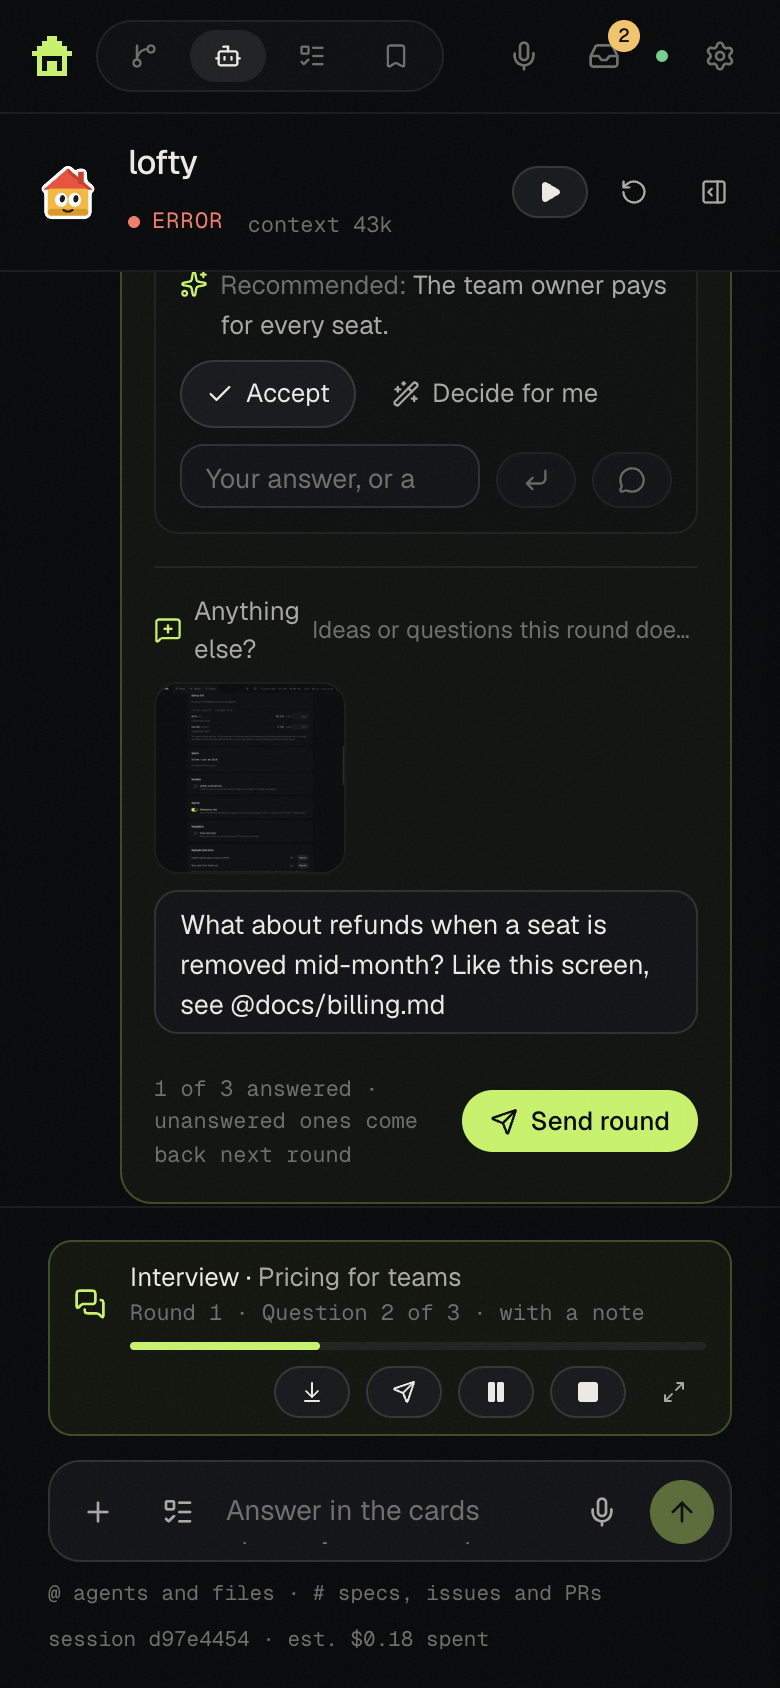 2
lofty
ERROR context 43k
Recommended: The team owner pays
for every seat.
Accept
Decide for me
Your answer, or a
Anything
else?
Ideas or questions this round doe…
What about refunds when a seat is
removed mid-month? Like this screen,
see @docs/billing.md
1 of 3 answered ·
unanswered ones come
back next round
Send round
Interview · Pricing for teams
Round 1 · Question 2 of 3 · with a note
Answer in the cards
@ agents and files · # specs, issues and PRs
session d97e4454 · est. $0.18 spent